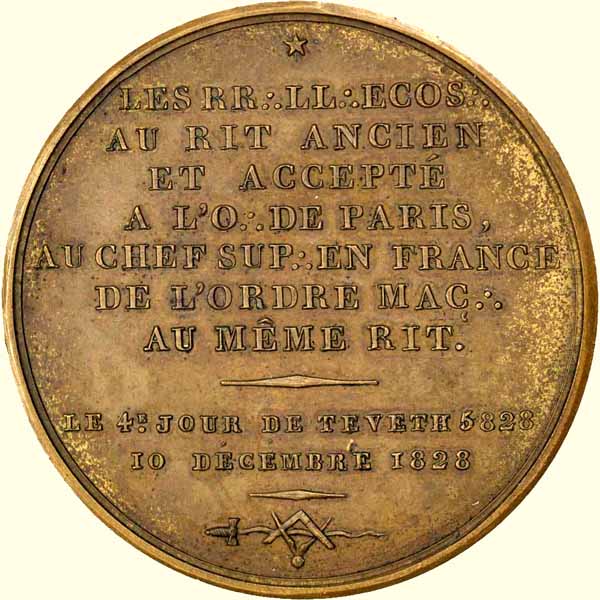 LES RR∴LL∴ECOS∴
AU RIT ANCIEN
ET ACCEPTÉ
A L'O∴DE PARIS,
AU CHEF SUP∴EN FRANCE
DE L'ORDRE MAÇ∴
AU MÊME RIT.
LE 4E JOUR DE TEVETH 5828
10 DÉCEMBRE 1828